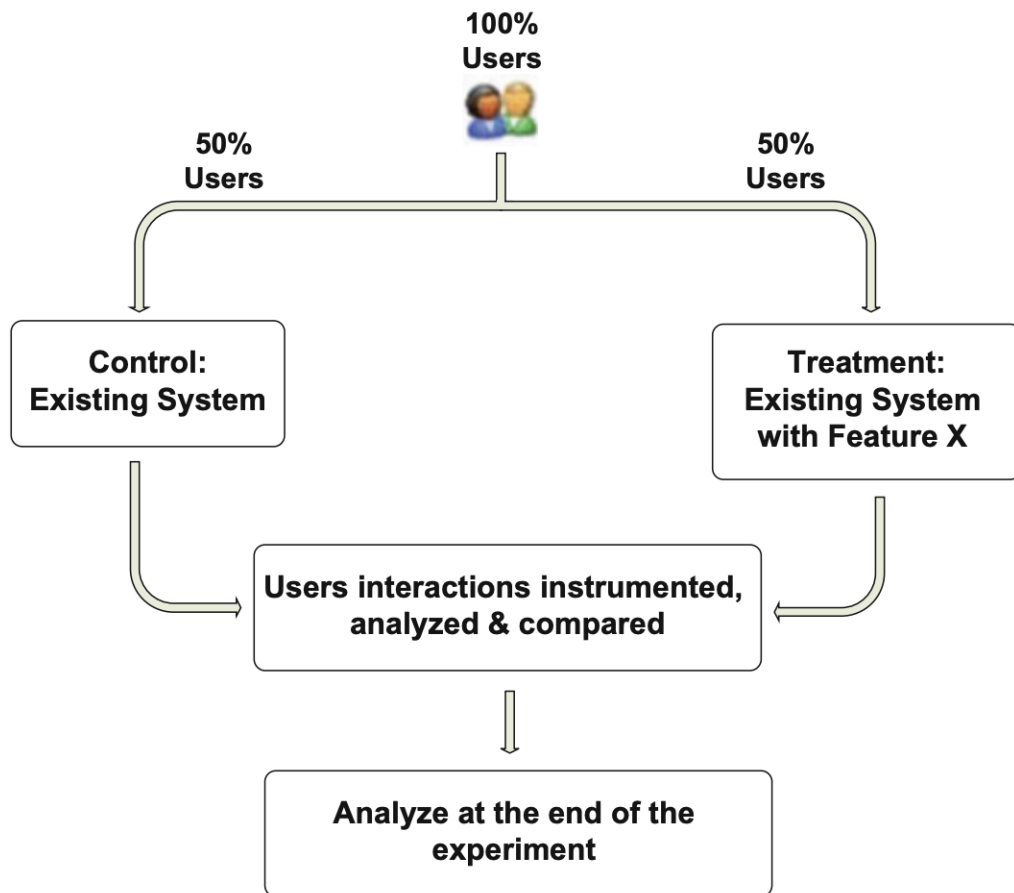 100%
Users
50%
Users
50%
Users
Control:
Existing System
Treatment:
Existing System
with Feature X
Users interactions instrumented,
analyzed & compared
Analyze at the end of the
experiment